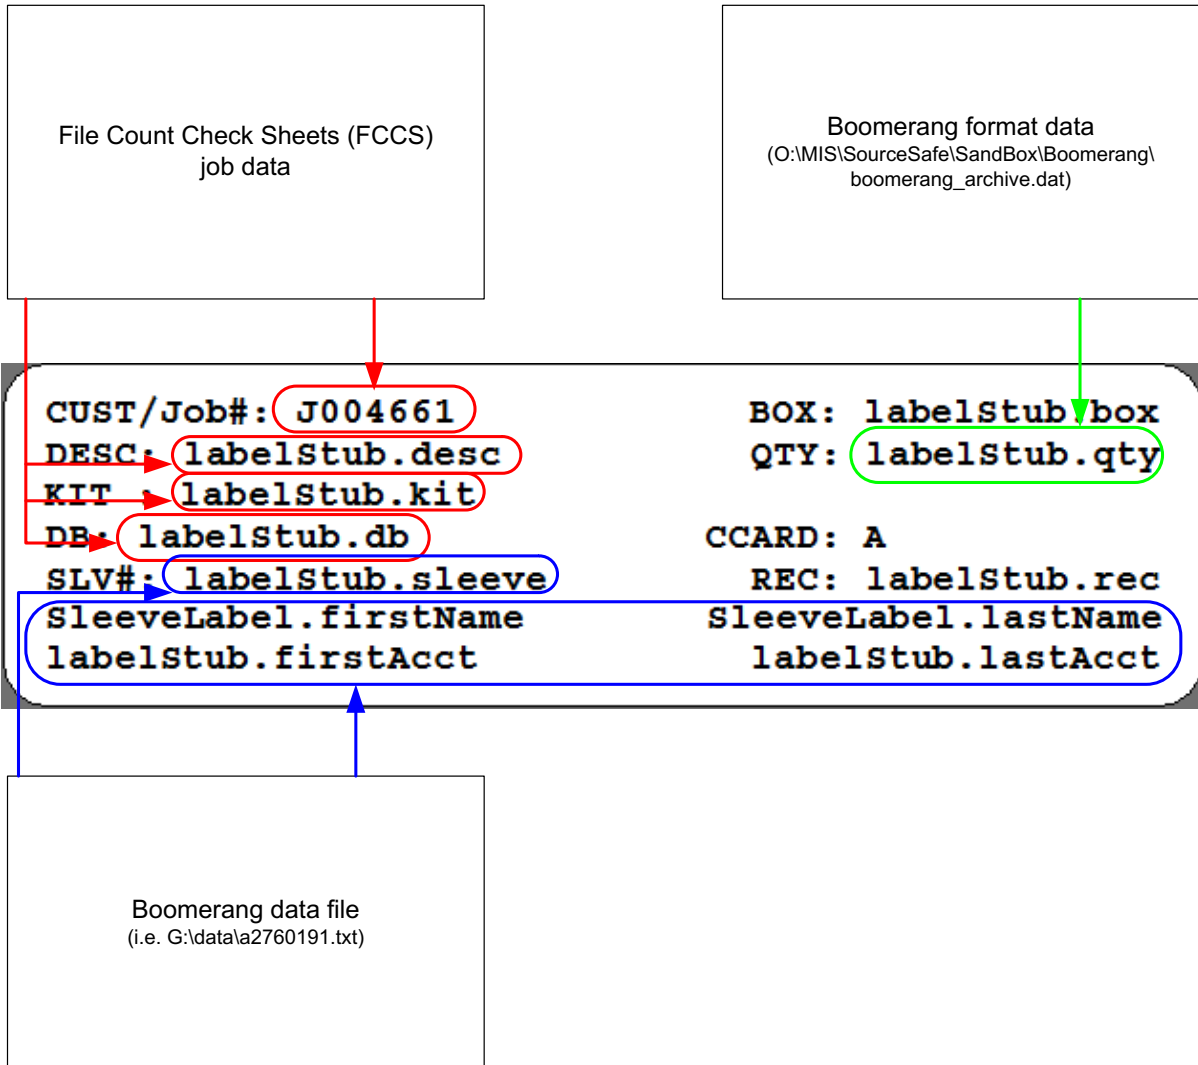 File Count Check Sheets (FCCS)
job data
Boomerang format data
(O:\MIS\SourceSafe\SandBox\Boomerang\
boomerang_archive.dat)
CUST/Job#: J004661 BOX: labelStub.box
DESC: labelStub.desc QTY: labelStub.qty
KIT : labelStub.kit
DB: labelStub.db CCARD: A
SLV#: labelStub.sleeve REC: labelStub.rec
SleeveLabel.firstName SleeveLabel.lastName
labelStub.firstAcct labelStub.lastAcct
Boomerang data file
(i.e. G:\data\a2760191.txt)